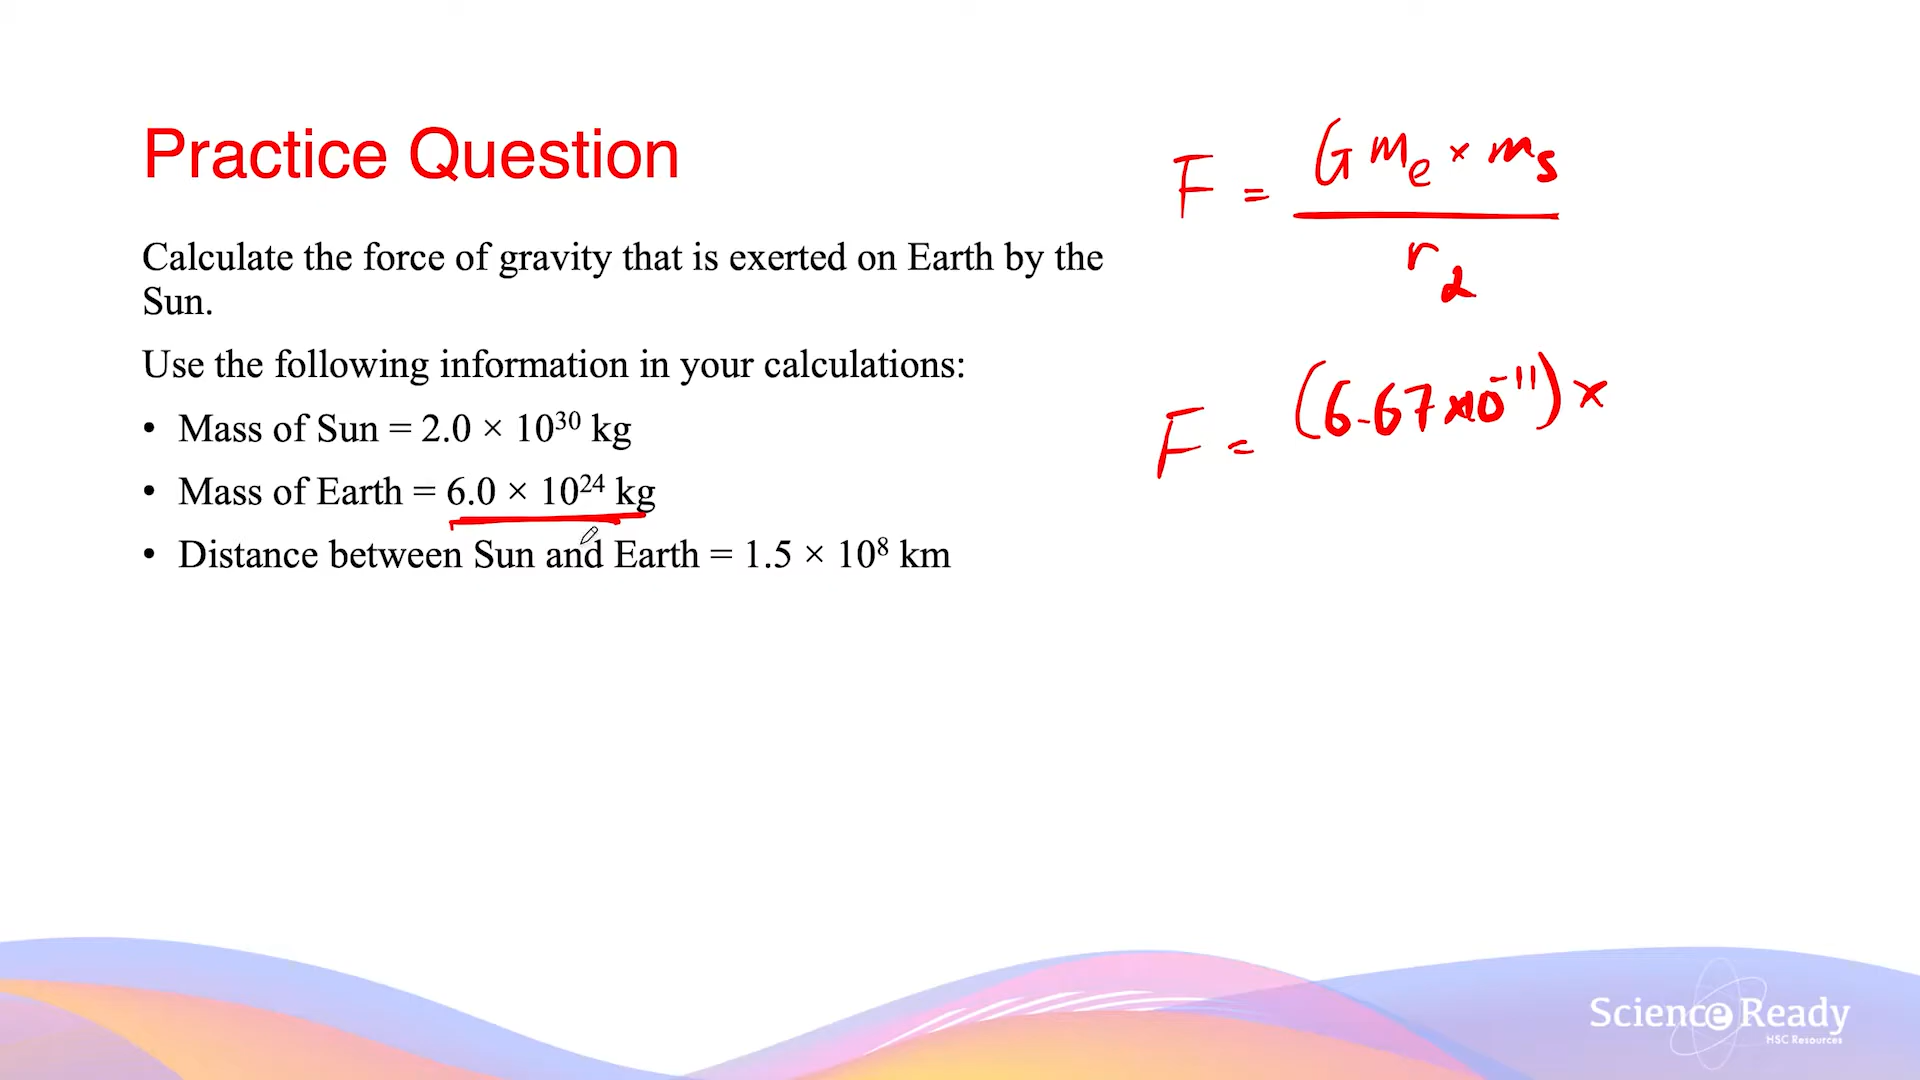 Practice Question
Calculate the force of gravity that is exerted on Earth by the
Sun.
Use the following information in your calculations:
• Mass of Sun = 2.0 × 10³⁰ kg
• Mass of Earth = 6.0 × 10²⁴ kg
• Distance between Sun and Earth = 1.5 × 10⁸ km
F = G mₑ × mₛ
r₂
F = (6.67×10⁻¹¹) ×
Science Ready
HSC Resources